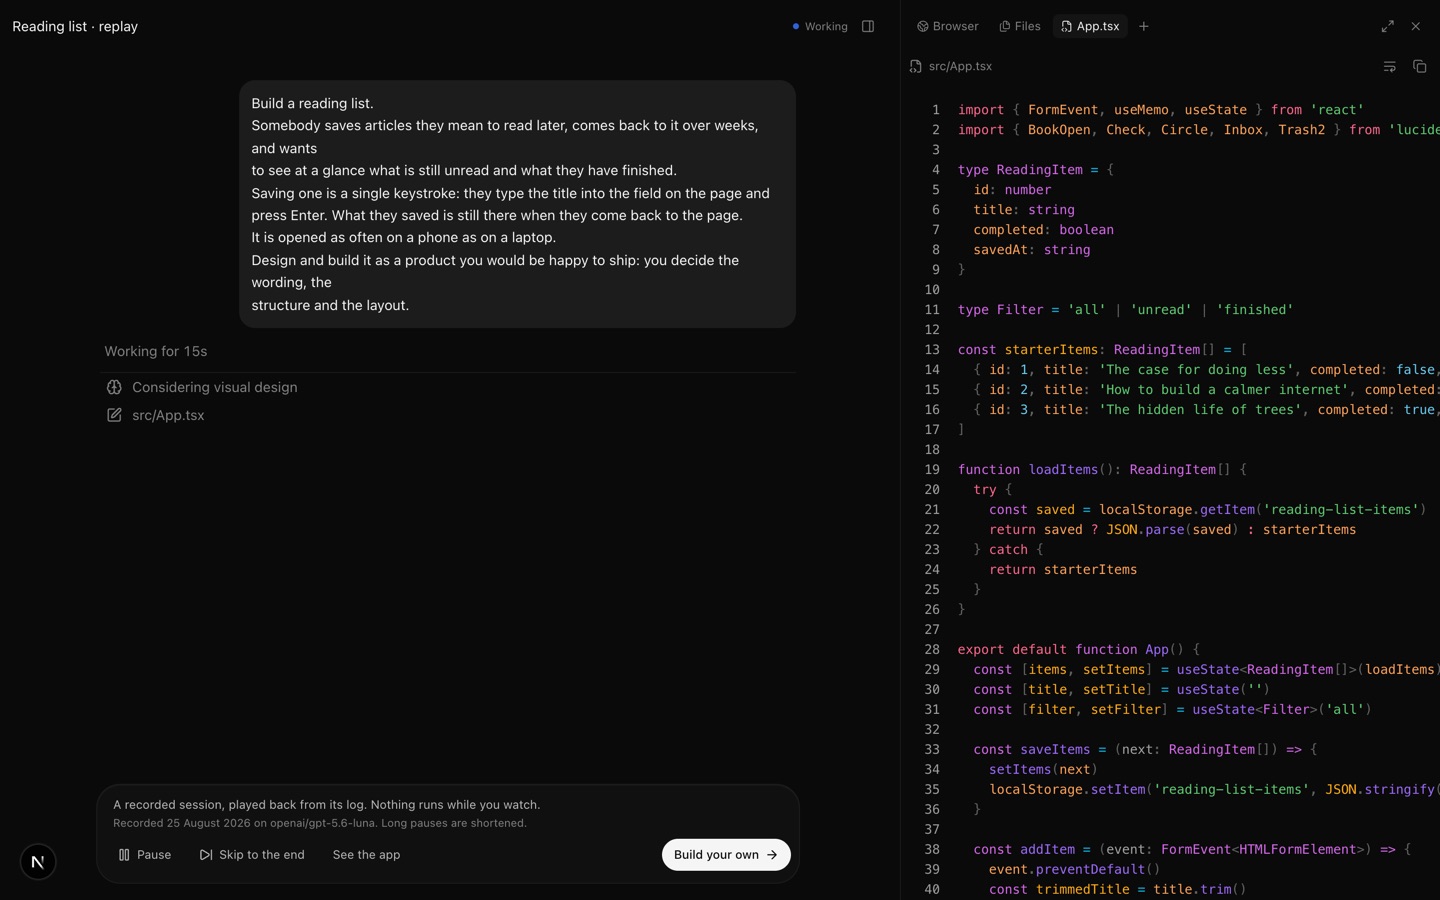 Reading list · replay
Working
Build a reading list.
Somebody saves articles they mean to read later, comes back to it over weeks,
and wants
to see at a glance what is still unread and what they have finished.
Saving one is a single keystroke: they type the title into the field on the page and
press Enter. What they saved is still there when they come back to the page.
It is opened as often on a phone as on a laptop.
Design and build it as a product you would be happy to ship: you decide the
wording, the
structure and the layout.
Working for 15s
Considering visual design
src/App.tsx
A recorded session, played back from its log. Nothing runs while you watch.
Recorded 25 August 2026 on openai/gpt-5.6-luna. Long pauses are shortened.
Pause
Skip to the end
See the app
Build your own →
N
Browser
Files
App.tsx
src/App.tsx
1 import { FormEvent, useMemo, useState } from 'react'
2 import { BookOpen, Check, Circle, Inbox, Trash2 } from 'lucide
3
4 type ReadingItem = {
5   id: number
6   title: string
7   completed: boolean
8   savedAt: string
9 }
10
11 type Filter = 'all' | 'unread' | 'finished'
12
13 const starterItems: ReadingItem[] = [
14   { id: 1, title: 'The case for doing less', completed: false,
15   { id: 2, title: 'How to build a calmer internet', completed:
16   { id: 3, title: 'The hidden life of trees', completed: true,
17 ]
18
19 function loadItems(): ReadingItem[] {
20   try {
21     const saved = localStorage.getItem('reading-list-items')
22     return saved ? JSON.parse(saved) : starterItems
23   } catch {
24     return starterItems
25   }
26 }
27
28 export default function App() {
29   const [items, setItems] = useState<ReadingItem[]>(loadItems)
30   const [title, setTitle] = useState('')
31   const [filter, setFilter] = useState<Filter>('all')
32
33   const saveItems = (next: ReadingItem[]) => {
34     setItems(next)
35     localStorage.setItem('reading-list-items', JSON.stringify(
36   }
37
38   const addItem = (event: FormEvent<HTMLFormElement>) => {
39     event.preventDefault()
40     const trimmedTitle = title.trim()